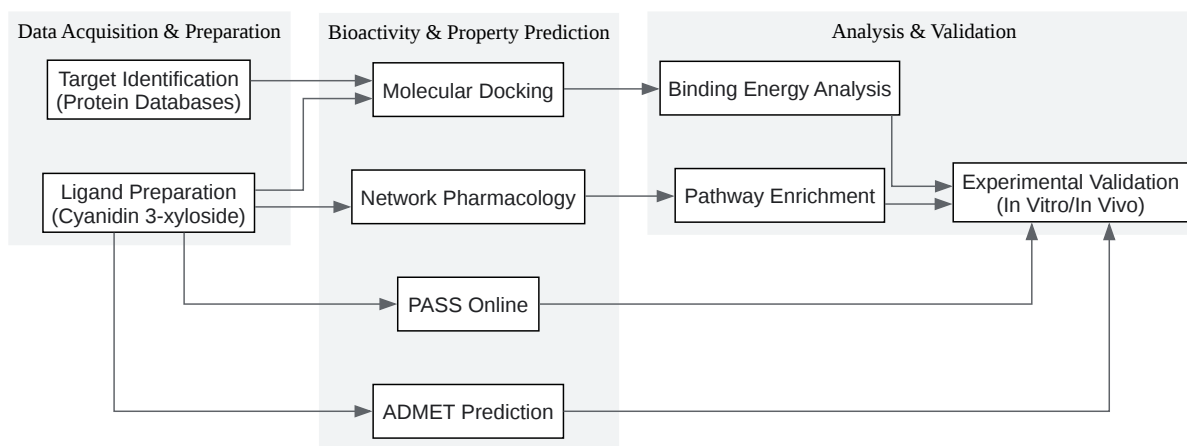 Data Acquisition & Preparation
Target Identification
(Protein Databases)
Ligand Preparation
(Cyanidin 3-xyloside)
Bioactivity & Property Prediction
Molecular Docking
Network Pharmacology
PASS Online
ADMET Prediction
Analysis & Validation
Binding Energy Analysis
Pathway Enrichment
Experimental Validation
(In Vitro/In Vivo)